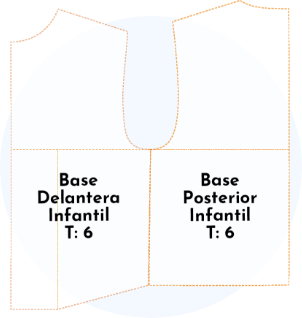 Base
Delantera
Infantil
T: 6
Base
Posterior
Infantil
T: 6